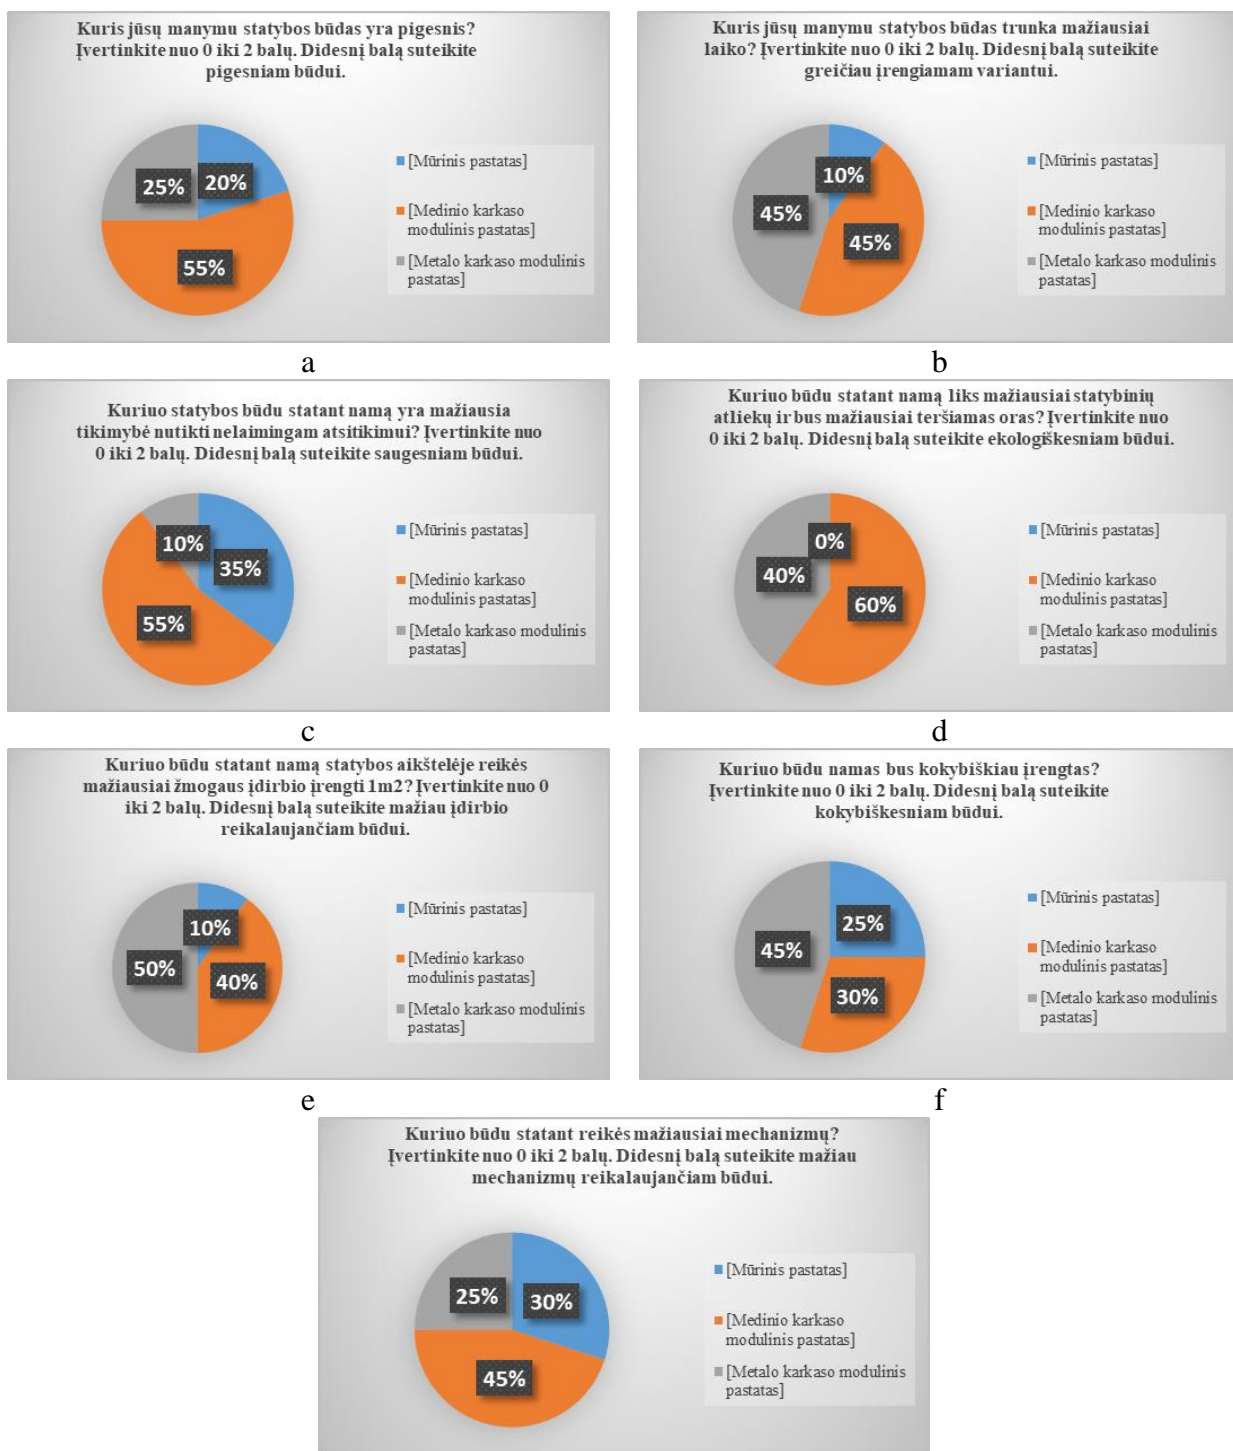 Kuris jūsų manymu statybos būdas yra pigesnis?
Įvertinkite nuo 0 iki 2 balų. Didesnį balą suteikite
pigesniam būdui.
25%
20%
55%
[Mūrinis pastatas]
[Medinio karkaso
modulinis pastatas]
[Metalo karkaso modulinis
pastatas]
a
Kuris jūsų manymu statybos būdas trunka mažiausiai
laiko? Įvertinkite nuo 0 iki 2 balų. Didesnį balą suteikite
greičiau įrengiamam variantui.
10%
45%
45%
[Mūrinis pastatas]
[Medinio karkaso
modulinis pastatas]
[Metalo karkaso modulinis
pastatas]
b
Kuriuo statybos būdu statant namą yra mažiausia
tikimybė nutikti nelaimingam atsitikimui? Įvertinkite nuo
0 iki 2 balų. Didesnį balą suteikite saugesniam būdui.
10%
35%
55%
[Mūrinis pastatas]
[Medinio karkaso
modulinis pastatas]
[Metalo karkaso modulinis
pastatas]
c
Kuriuo būdu statant namą liks mažiausiai statybinių
atliekų ir bus mažiausiai teršiamas oras? Įvertinkite nuo
0 iki 2 balų. Didesnį balą suteikite ekologiškesniam būdui.
0%
40%
60%
[Mūrinis pastatas]
[Medinio karkaso
modulinis pastatas]
[Metalo karkaso modulinis
pastatas]
d
Kuriuo būdu statant namą statybos aikštelėje reikės
mažiausiai žmogaus įdirbio įrengti 1m2? Įvertinkite nuo 0
iki 2 balų. Didesnį balą suteikite mažiau įdirbio
reikalaujančiam būdui.
10%
50%
40%
[Mūrinis pastatas]
[Medinio karkaso
modulinis pastatas]
[Metalo karkaso modulinis
pastatas]
e
Kuriuo būdu namas bus kokybiškiau įrengtas?
Įvertinkite nuo 0 iki 2 balų. Didesnį balą suteikite
kokybiškesniam būdui.
25%
45%
30%
[Mūrinis pastatas]
[Medinio karkaso
modulinis pastatas]
[Metalo karkaso modulinis
pastatas]
f
Kuriuo būdu statant reikės mažiausiai mechanizmų?
Įvertinkite nuo 0 iki 2 balų. Didesnį balą suteikite mažiau
mechanizmų reikalaujančiam būdui.
25%
30%
45%
[Mūrinis pastatas]
[Medinio karkaso
modulinis pastatas]
[Metalo karkaso modulinis
pastatas]